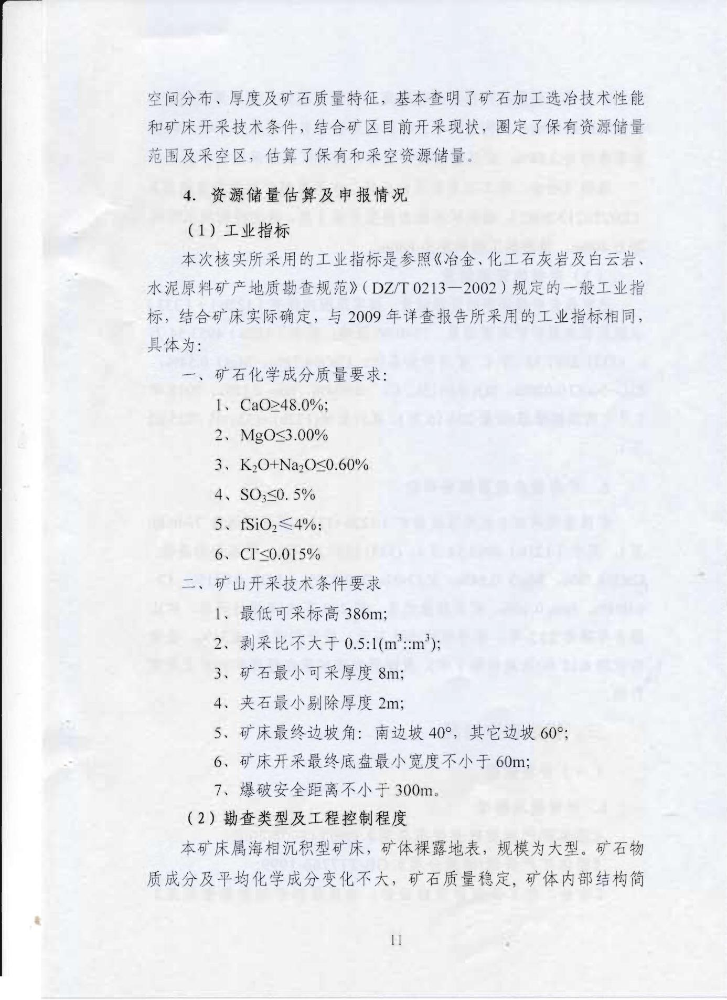 空间分布、厚度及矿石质量特征，基本查明了矿石加工选冶技术性能
和矿床开采技术条件，结合矿区目前开采现状，圈定了保有资源储量
范围及采空区，估算了保有和采空资源储量。
4. 资源储量估算及申报情况
（1）工业指标
本次核实所采用的工业指标是参照《冶金、化工石灰岩及白云岩、
水泥原料矿产地质勘查规范》（DZ/T 0213—2002）规定的一般工业指
标，结合矿床实际确定，与 2009 年详查报告所采用的工业指标相同，
具体为：
一、矿石化学成分质量要求：
1、CaO≥48.0%;
2、MgO≤3.00%
3、K₂O+Na₂O≤0.60%
4、SO₃≤0. 5%
5、fSiO₂≤4%;
6、Cl⁻≤0.015%
二、矿山开采技术条件要求
1、最低可采标高 386m;
2、剥采比不大于 0.5:1(m³::m³);
3、矿石最小可采厚度 8m;
4、夹石最小剔除厚度 2m;
5、矿床最终边坡角：南边坡 40°，其它边坡 60°;
6、矿床开采最终底盘最小宽度不小于 60m;
7、爆破安全距离不小于 300m。
（2）勘查类型及工程控制程度
本矿床属海相沉积型矿床，矿体裸露地表，规模为大型。矿石物
质成分及平均化学成分变化不大，矿石质量稳定, 矿体内部结构简
11